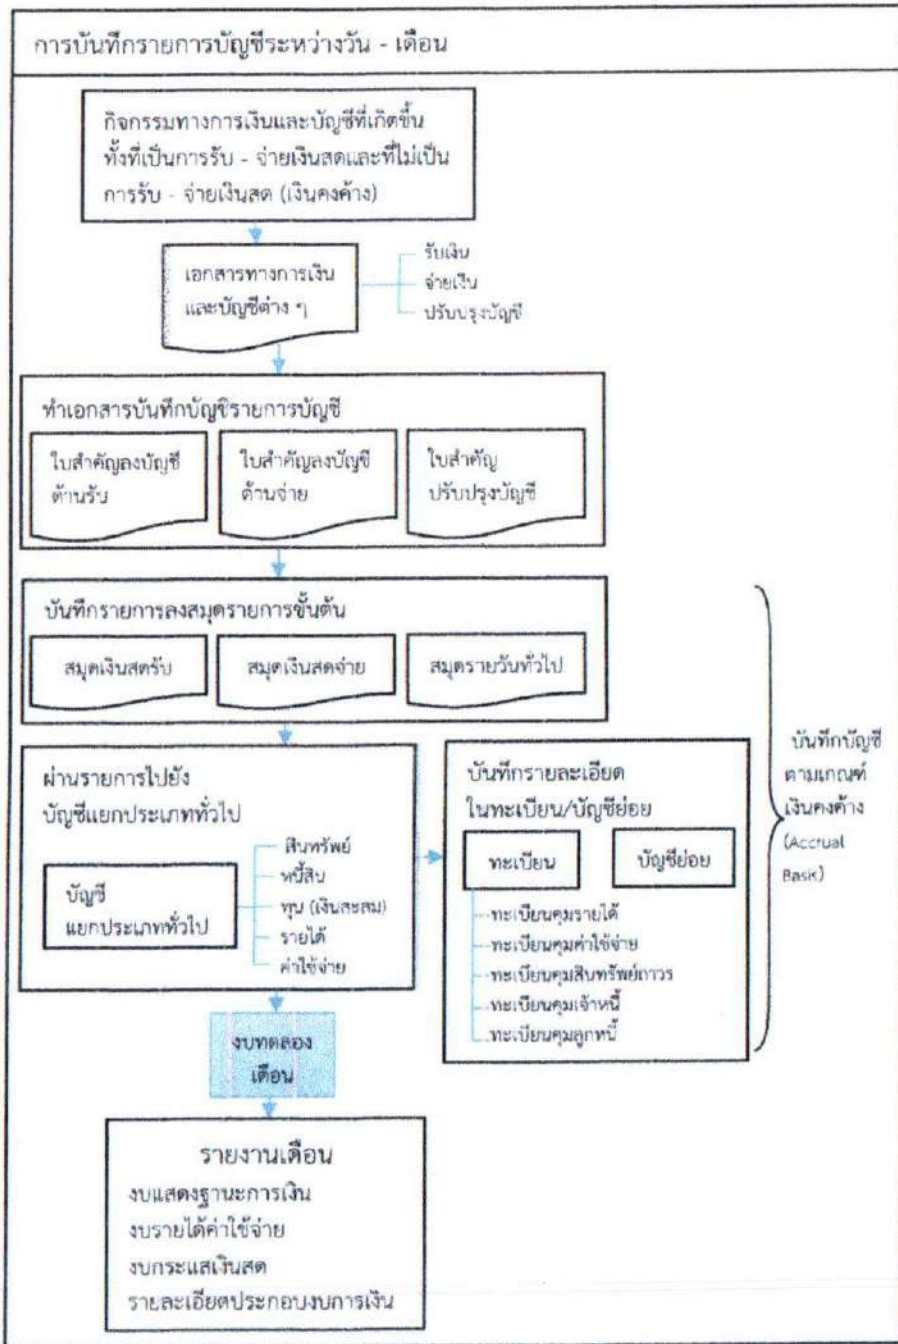 การบันทึกรายการบัญชีระหว่างวัน - เดือน
กิจกรรมทางการเงินและบัญชีที่เกิดขึ้น
ทั้งที่เป็นการรับ - จ่ายเงินสดและที่ไม่เป็น
การรับ - จ่ายเงินสด (เงินคงค้าง)
เอกสารทางการเงิน
และบัญชีต่าง ๆ
รับเงิน
จ่ายเงิน
ปรับปรุงบัญชี
ทำเอกสารบันทึกบัญชีรายการบัญชี
ใบสำคัญลงบัญชี
ด้านรับ
ใบสำคัญลงบัญชี
ด้านจ่าย
ใบสำคัญ
ปรับปรุงบัญชี
บันทึกรายการลงสมุดรายการขั้นต้น
สมุดเงินสดรับ
สมุดเงินสดจ่าย
สมุดรายวันทั่วไป
ผ่านรายการไปยัง
บัญชีแยกประเภททั่วไป
บัญชี
แยกประเภททั่วไป
สินทรัพย์
หนี้สิน
ทุน (เงินสะสม)
รายได้
ค่าใช้จ่าย
บันทึกรายละเอียด
ในทะเบียน/บัญชีย่อย
ทะเบียน
บัญชีย่อย
ทะเบียนคุมรายได้
ทะเบียนคุมค่าใช้จ่าย
ทะเบียนคุมสินทรัพย์ถาวร
ทะเบียนคุมเจ้าหนี้
ทะเบียนคุมลูกหนี้
บันทึกบัญชี
ตามเกณฑ์
เงินคงค้าง
(Accrual
Basis)
งบทดลอง
เดือน
รายงานเดือน
งบแสดงฐานะการเงิน
งบรายได้ค่าใช้จ่าย
งบกระแสเงินสด
รายละเอียดประกอบงบการเงิน